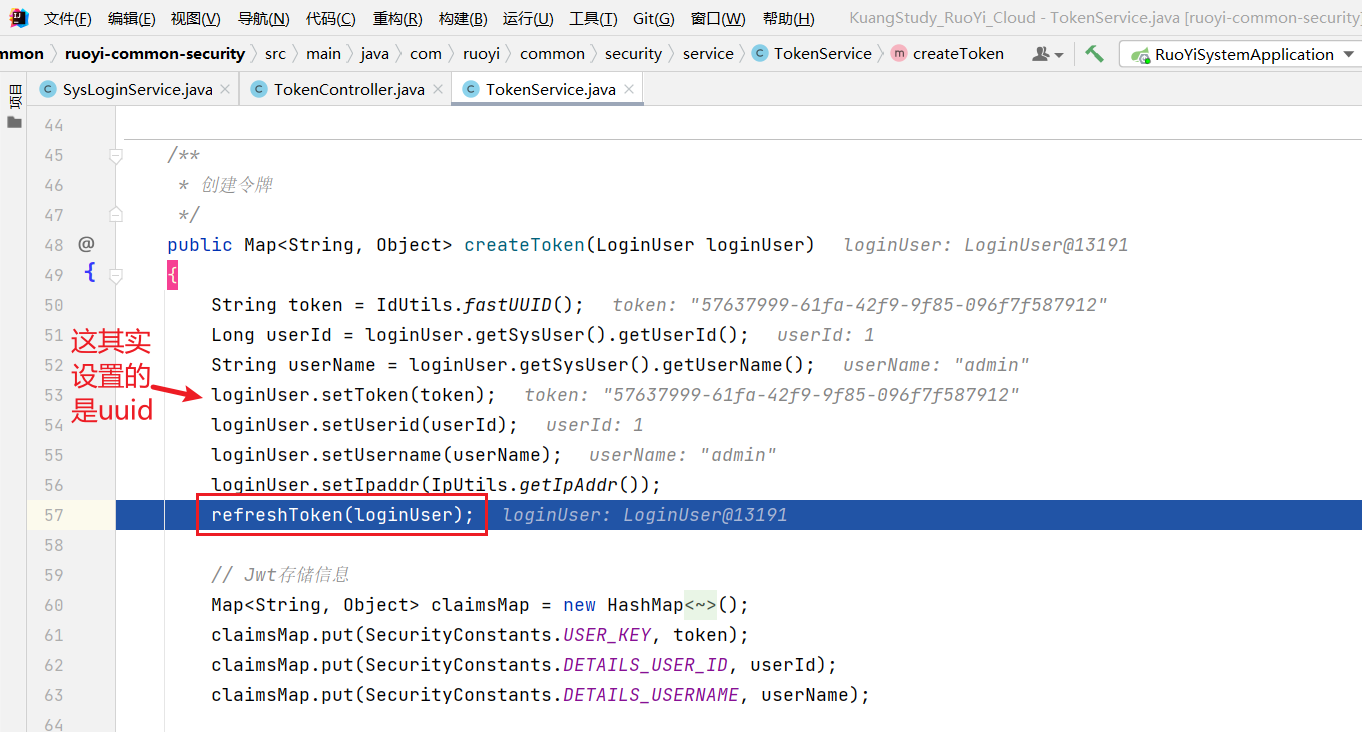 文件(F) 编辑(E) 视图(V) 导航(N) 代码(C) 重构(R) 构建(B) 运行(U) 工具(T) Git(G) 窗口(W) 帮助(H) KuangStudy_RuoYi_Cloud - TokenService.java [ruoyi-common-security]
mmon ruoyi-common-security src main java com ruoyi common security service C TokenService m createToken RuoYiSystemApplication
项目
C SysLoginService.java C TokenController.java C TokenService.java
44
45 /**
46 * 创建令牌
47 */
48 @ public Map<String, Object> createToken(LoginUser loginUser) loginUser: LoginUser@13191
49 { {
50 String token = IdUtils.fastUUID(); token: "57637999-61fa-42f9-9f85-096f7f587912"
51 Long userId = loginUser.getSysUser().getUserId(); userId: 1
52 String userName = loginUser.getSysUser().getUserName(); userName: "admin"
53 loginUser.setToken(token); token: "57637999-61fa-42f9-9f85-096f7f587912"
54 loginUser.setUserid(userId); userId: 1
55 loginUser.setUsername(userName); userName: "admin"
56 loginUser.setIpaddr(IpUtils.getIpAddr());
57 refreshToken(loginUser); loginUser: LoginUser@13191
58
59 // Jwt存储信息
60 Map<String, Object> claimsMap = new HashMap<~>();
61 claimsMap.put(SecurityConstants.USER_KEY, token);
62 claimsMap.put(SecurityConstants.DETAILS_USER_ID, userId);
63 claimsMap.put(SecurityConstants.DETAILS_USERNAME, userName);
64
这其实
设置的
是uuid